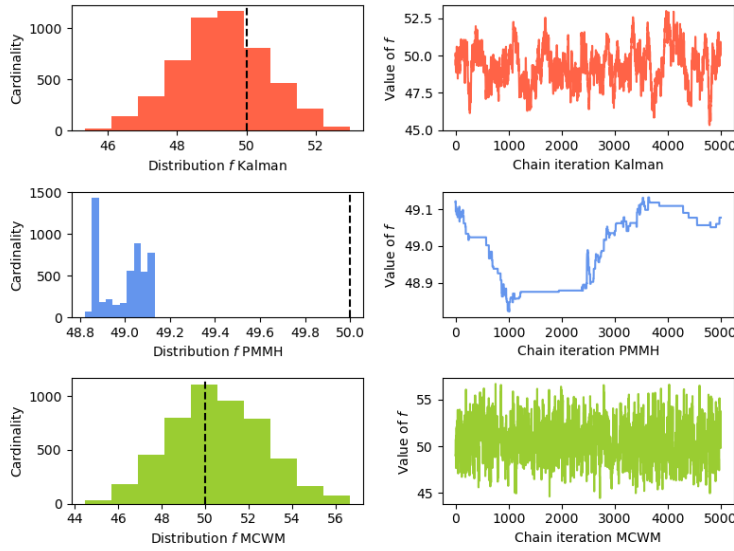 Cardinality
1000
500
0
46 48 50 52
Distribution f Kalman
Value of f
52.5
50.0
47.5
45.0
0 1000 2000 3000 4000 5000
Chain iteration Kalman
Cardinality
1500
1000
500
0
48.8 49.0 49.2 49.4 49.6 49.8 50.0
Distribution f PMMH
Value of f
49.1
49.0
48.9
0 1000 2000 3000 4000 5000
Chain iteration PMMH
Cardinality
1000
500
0
44 46 48 50 52 54 56
Distribution f MCWM
Value of f
55
50
45
0 1000 2000 3000 4000 5000
Chain iteration MCWM